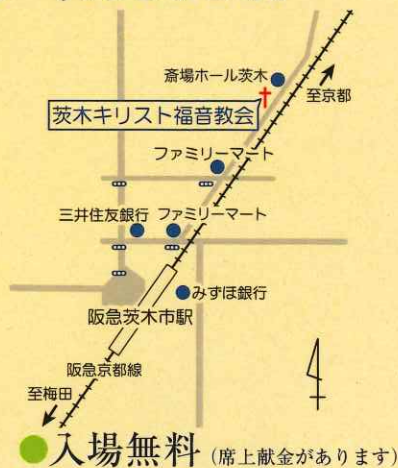 斎場ホール茨木
至京都
茨木キリスト福音教会
ファミリーマート
三井住友銀行
ファミリーマート
みずほ銀行
阪急茨木市駅
阪急京都線
至梅田
入場無料 (席上献金があります)